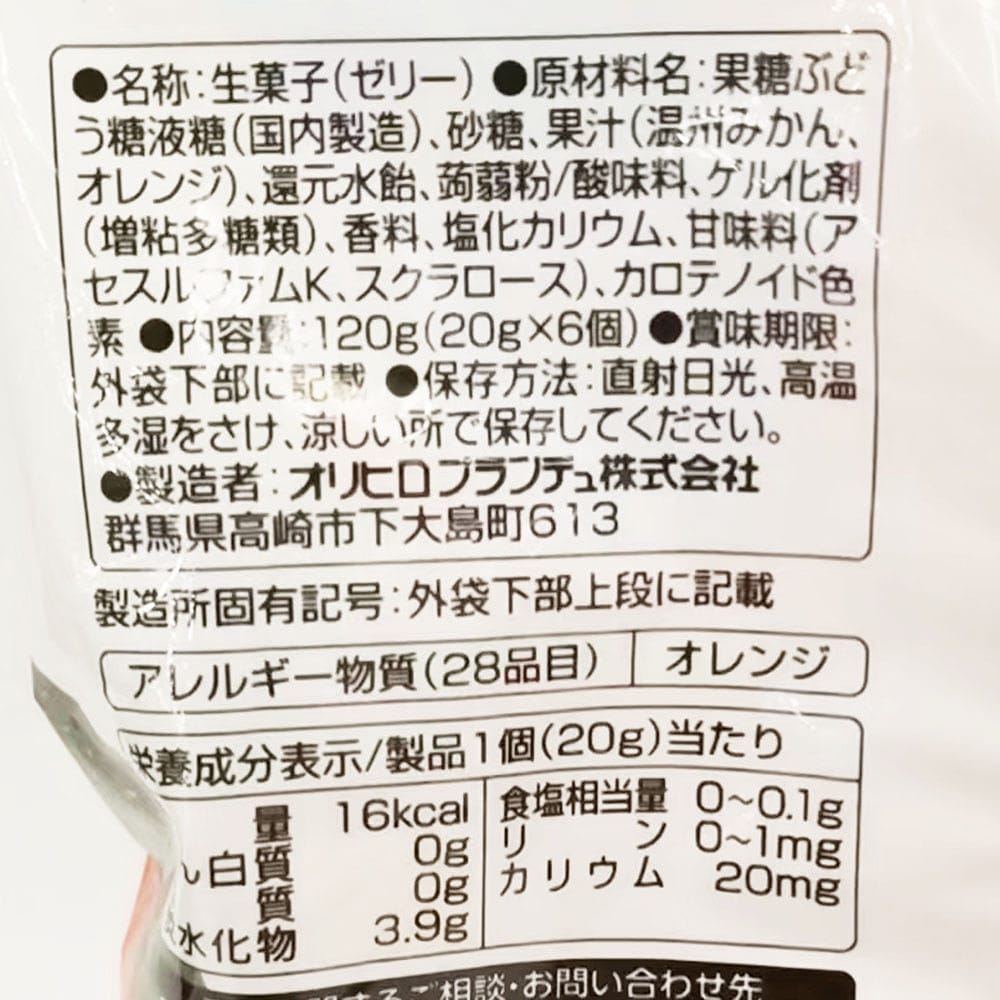 ●名称:生菓子(ゼリー) ●原材料名:果糖ぶど
う糖液糖(国内製造)、砂糖、果汁(温州みかん、
オレンジ)、還元水飴、蒟蒻粉/酸味料、ゲル化剤
(増粘多糖類)、香料、塩化カリウム、甘味料(ア
セスルファムK、スクラロース)、カロテノイド色
素 ●内容量:120g(20g×6個) ●賞味期限:
外袋下部に記載 ●保存方法:直射日光、高温
多湿をさけ、涼しい所で保存してください。
●製造者:オリヒロプランデュ株式会社
群馬県高崎市下大島町613
製造所固有記号:外袋下部上段に記載
アレルギー物質(28品目) オレンジ
栄養成分表示/製品1個(20g)当たり
量 16kcal 食塩相当量 0~0.1g
白質 0g リン 0~1mg
質 0g カリウム 20mg
水化物 3.9g
するご相談・お問い合わせ先